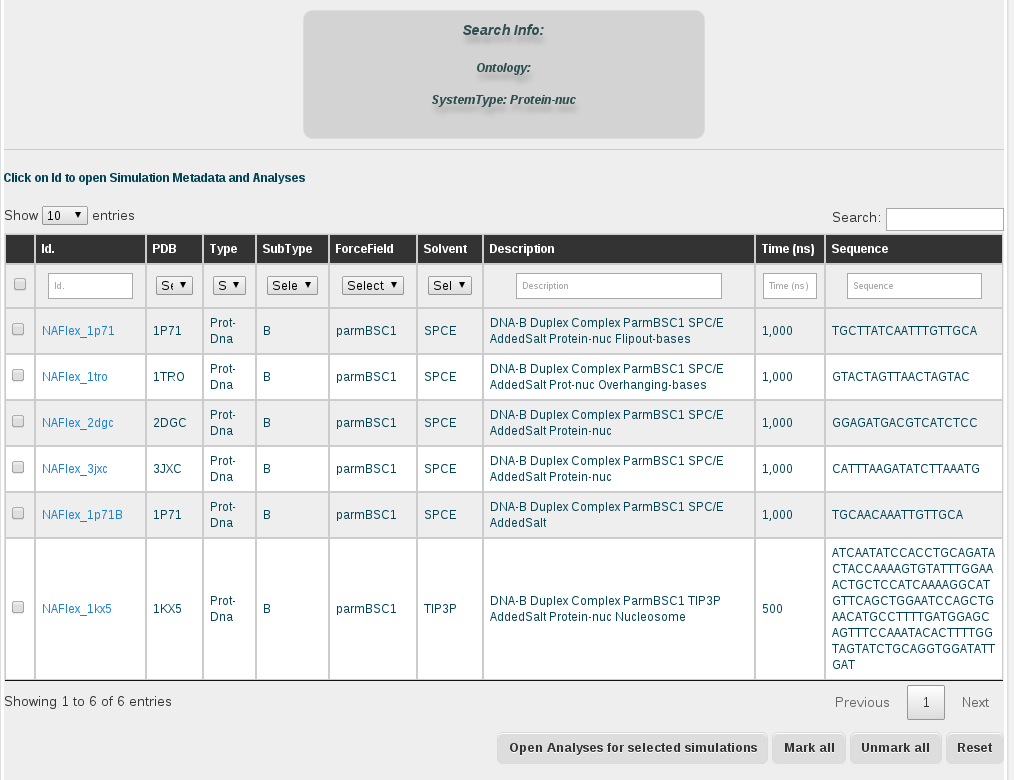 Search Info:
Ontology:
SystemType: Protein-nuc
Click on Id to open Simulation Metadata and Analyses
Show 10 entries
Search:
Id. PDB Type SubType ForceField Solvent Description Time (ns) Sequence
Id. Se S Sele Select Sel Description Time (ns) Sequence
NAFlex_1p71 1P71 Prot-Dna B parmBSC1 SPCE DNA-B Duplex Complex ParmBSC1 SPC/E AddedSalt Protein-nuc Flipout-bases 1,000 TGCTTATCAATTTGTTGCA
NAFlex_1tro 1TRO Prot-Dna B parmBSC1 SPCE DNA-B Duplex Complex ParmBSC1 SPC/E AddedSalt Prot-nuc Overhanging-bases 1,000 GTACTAGTTAACTAGTAC
NAFlex_2dgc 2DGC Prot-Dna B parmBSC1 SPCE DNA-B Duplex Complex ParmBSC1 SPC/E AddedSalt Protein-nuc 1,000 GGAGATGACGTCATCTCC
NAFlex_3jxc 3JXC Prot-Dna B parmBSC1 SPCE DNA-B Duplex Complex ParmBSC1 SPC/E AddedSalt Protein-nuc 1,000 CATTTAAGATATCTTAAATG
NAFlex_1p71B 1P71 Prot-Dna B parmBSC1 SPCE DNA-B Duplex Complex ParmBSC1 SPC/E AddedSalt 1,000 TGCAACAAATTGTTGCA
NAFlex_1kx5 1KX5 Prot-Dna B parmBSC1 TIP3P DNA-B Duplex Complex ParmBSC1 TIP3P AddedSalt Protein-nuc Nucleosome 500
ATCAATATCCACCTGCAGATA
CTACCAAAAGTGTATTTGGAA
ACTGCTCCATCAAAAGGCAT
GTTCAGCTGGAATCCAGCTG
AACATGCCTTTTGATGGAGC
AGTTTCCAAATACACTTTTGG
TAGTATCTGCAGGTGGATATT
GAT
Showing 1 to 6 of 6 entries
Previous 1 Next
Open Analyses for selected simulations Mark all Unmark all Reset